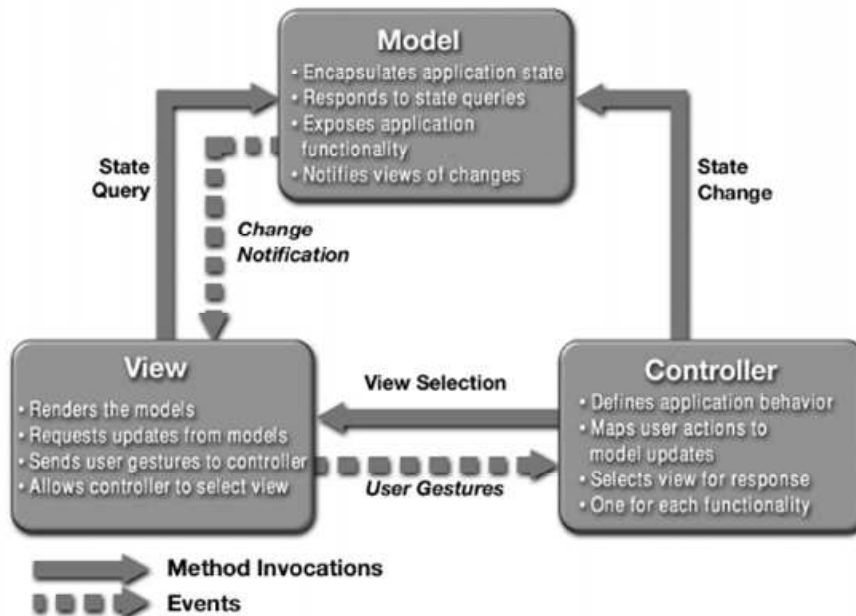 Model
• Encapsulates application state
• Responds to state queries
• Exposes application
functionality
• Notifies views of changes
State
Query
State
Change
Change
Notification
View
• Renders the models
• Requests updates from models
• Sends user gestures to controller
• Allows controller to select view
View Selection
User Gestures
Controller
• Defines application behavior
• Maps user actions to
model updates
• Selects view for response
• One for each functionality
Method Invocations
Events